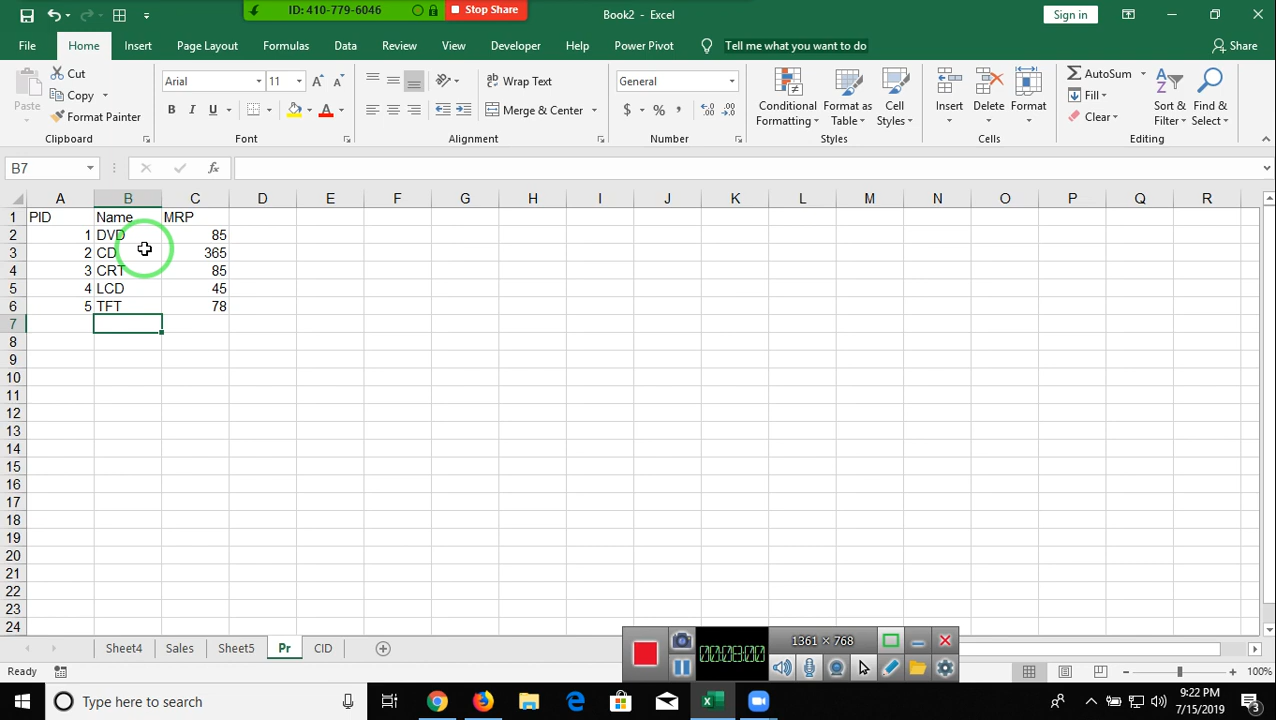 ID: 410-779-6046 Stop Share
Book2 - Excel
Sign in
File Home Insert Page Layout Formulas Data Review View Developer Help Power Pivot Tell me what you want to do Share
Paste Cut Copy Format Painter Clipboard
Arial 11 B I U A Font
ab Wrap Text Merge & Center Alignment
General $ % , Number
Conditional Formatting Format as Table Cell Styles Styles
Insert Delete Format Cells
AutoSum Fill Clear Sort & Filter Find & Select Editing
B7 fx
A B C D E F G H I J K L M N O P Q R
1 PID Name MRP
2 1 DVD 85
3 2 CD 365
4 3 CRT 85
5 4 LCD 45
6 5 TFT 78
7
8
9
10
11
12
13
14
15
16
17
18
19
20
21
22
23
24
Sheet4 Sales Sheet5 Pr CID
00:03:00 1361 × 768
Ready 100%
Type here to search
9:22 PM
7/15/2019
3